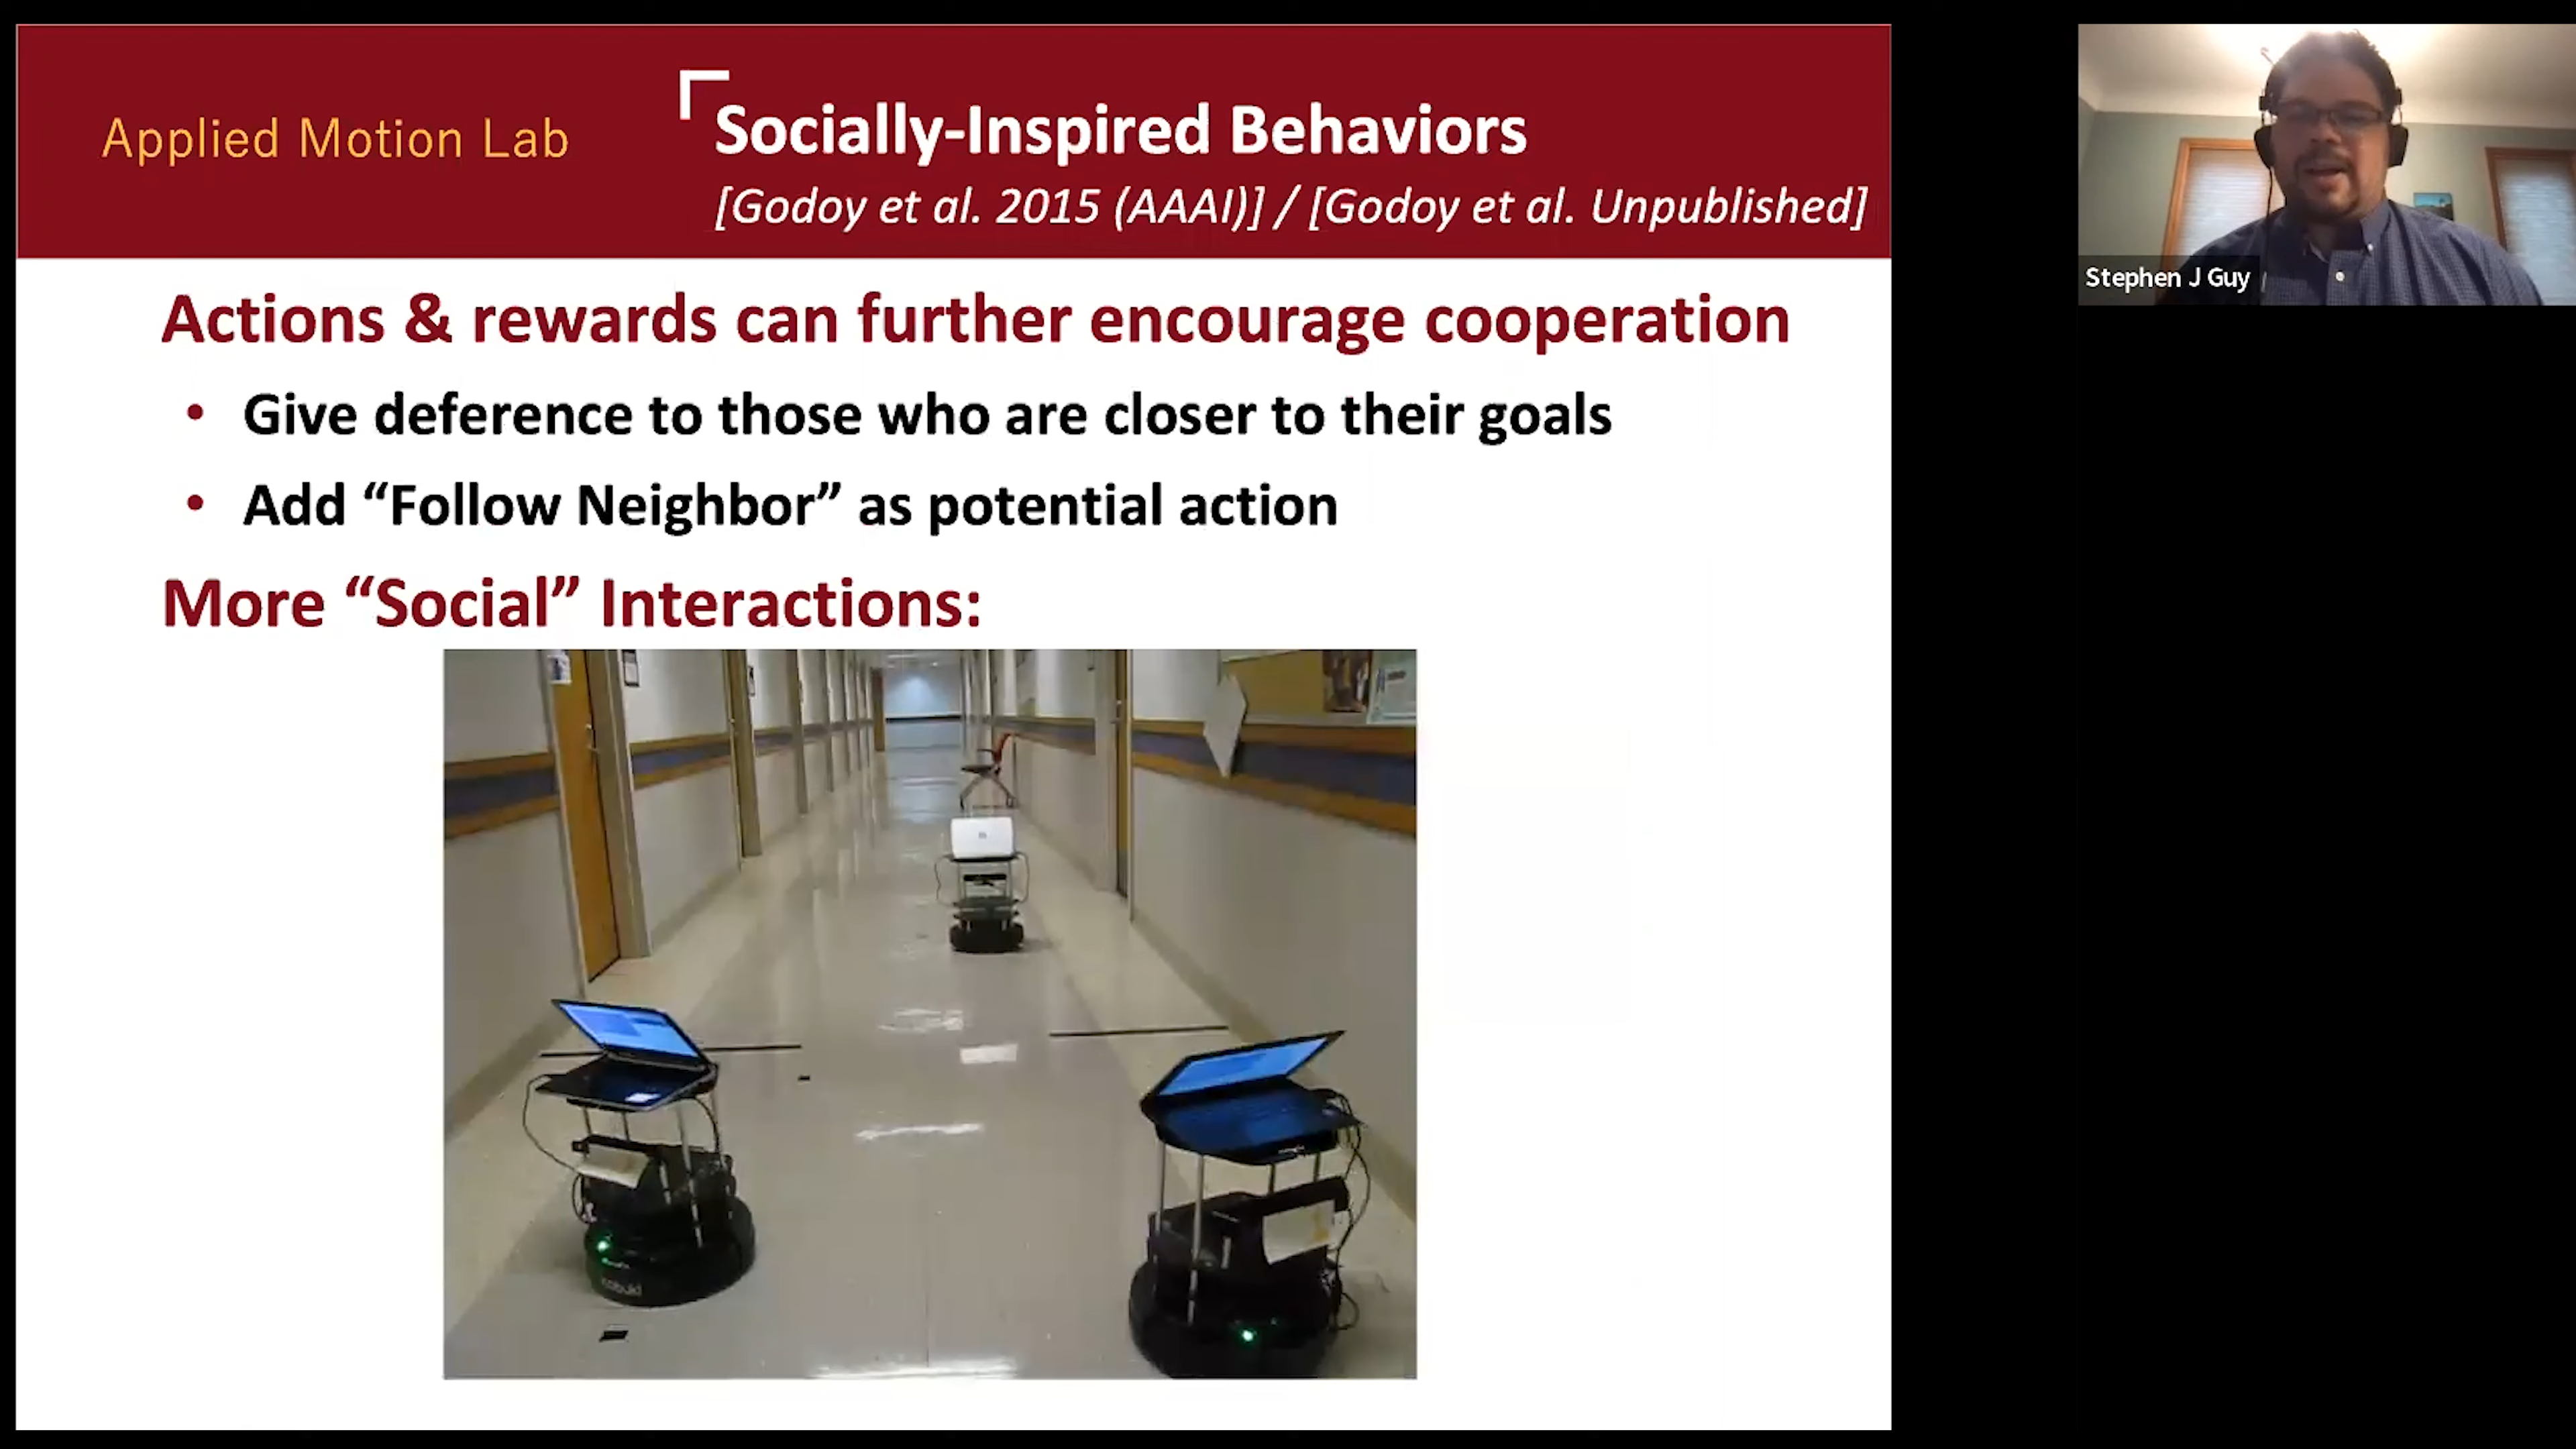 Applied Motion Lab
Socially-Inspired Behaviors
[Godoy et al. 2015 (AAAI)] / [Godoy et al. Unpublished]
Stephen J Guy
Actions & rewards can further encourage cooperation
• Give deference to those who are closer to their goals
• Add “Follow Neighbor” as potential action
More “Social” Interactions: